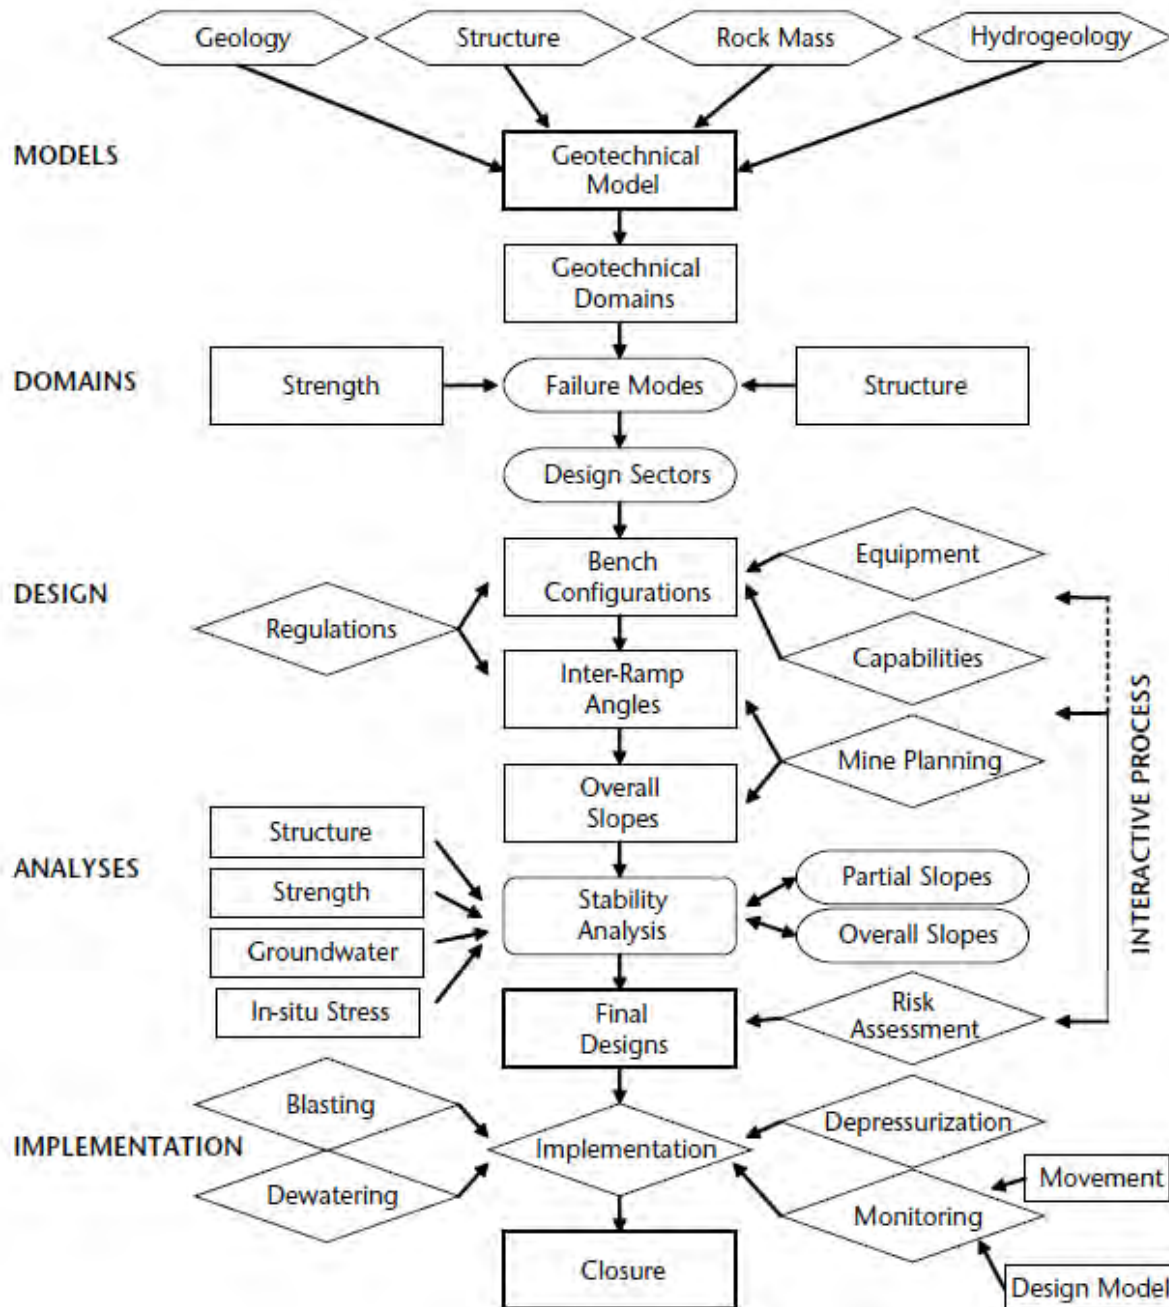 Geology
Structure
Rock Mass
Hydrogeology
MODELS
Geotechnical
Model
Geotechnical
Domains
DOMAINS
Strength
Failure Modes
Structure
Design Sectors
DESIGN
Regulations
Bench
Configurations
Equipment
Inter-Ramp
Angles
Capabilities
Overall
Slopes
Mine Planning
INTERACTIVE PROCESS
ANALYSES
Structure
Strength
Groundwater
In-situ Stress
Stability
Analysis
Partial Slopes
Overall Slopes
Final
Designs
Risk
Assessment
IMPLEMENTATION
Blasting
Dewatering
Implementation
Depressurization
Monitoring
Movement
Design Model
Closure